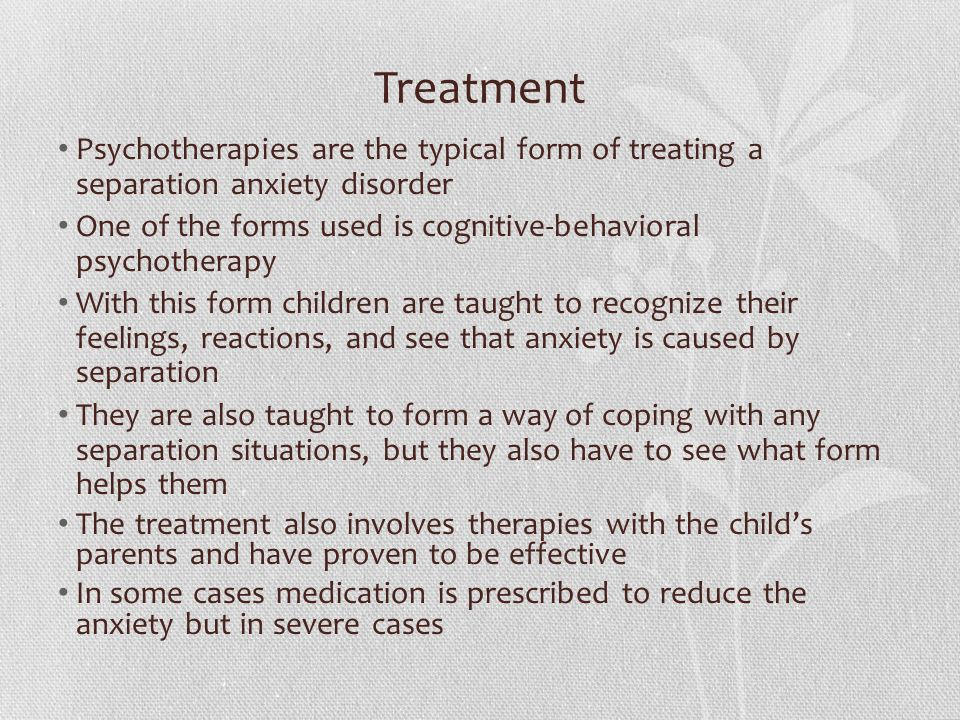 Treatment
• Psychotherapies are the typical form of treating a
separation anxiety disorder
• One of the forms used is cognitive-behavioral
psychotherapy
• With this form children are taught to recognize their
feelings, reactions, and see that anxiety is caused by
separation
• They are also taught to form a way of coping with any
separation situations, but they also have to see what form
helps them
• The treatment also involves therapies with the child’s
parents and have proven to be effective
• In some cases medication is prescribed to reduce the
anxiety but in severe cases